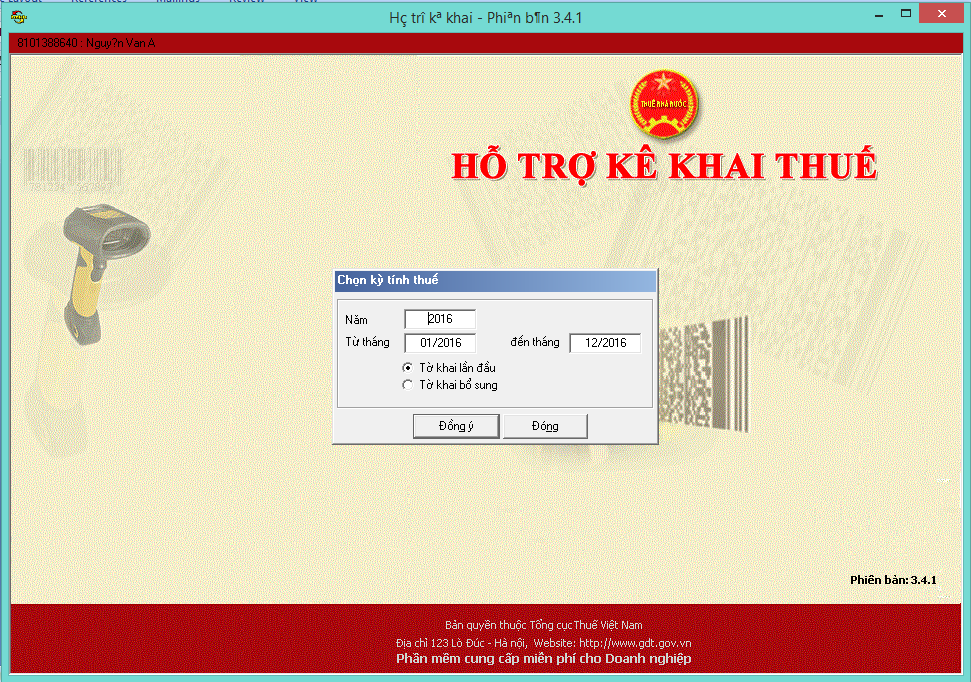 Hç trî kª khai - Phiªn b¶n 3.4.1
8101388640 : Nguy?n Van A
THUẾ NHÀ NƯỚC
HỖ TRỢ KÊ KHAI THUẾ
Chọn kỳ tính thuế
Năm 2016
Từ tháng 01/2016 đến tháng 12/2016
Tờ khai lần đầu
Tờ khai bổ sung
Đồng ý Đóng
Phiên bản: 3.4.1
Bản quyền thuộc Tổng cục Thuế Việt Nam
Địa chỉ 123 Lò Đúc - Hà nội, Website: http://www.gdt.gov.vn
Phần mềm cung cấp miễn phí cho Doanh nghiệp